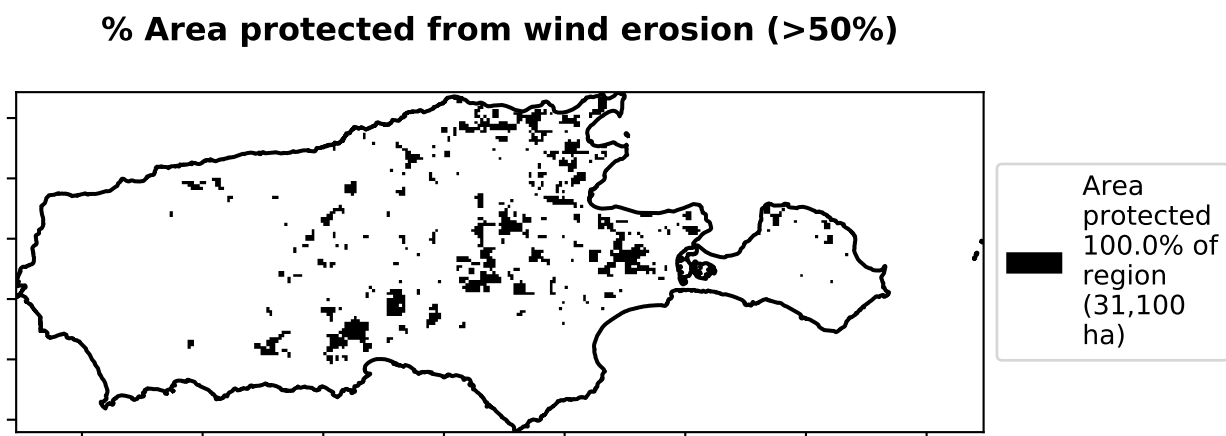 % Area protected from wind erosion (>50%)
Area
protected
100.0% of
region
(31,100
ha)